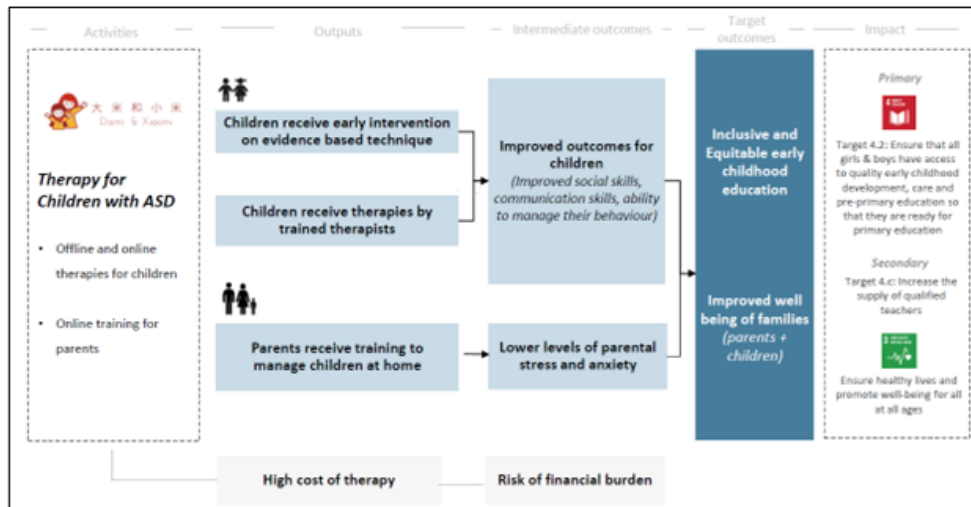 Activities
Outputs
Intermediate outcomes
Target
outcomes
Impact
大米和小米
Dami & Xiaomi
Therapy for
Children with ASD
• Offline and online
therapies for children
• Online training for
parents
Children receive early intervention
on evidence based technique
Children receive therapies by
trained therapists
Parents receive training to
manage children at home
Improved outcomes for
children
(Improved social skills,
communication skills, ability
to manage their behaviour)
Lower levels of parental
stress and anxiety
Inclusive and
Equitable early
childhood
education
Improved well
being of families
(parents +
children)
Primary
Target 4.2: Ensure that all
girls & boys have access
to quality early childhood
development, care and
pre-primary education so
that they are ready for
primary education
Secondary
Target 4.c: Increase the
supply of qualified
teachers
Ensure healthy lives and
promote well-being for all
at all ages
High cost of therapy
Risk of financial burden